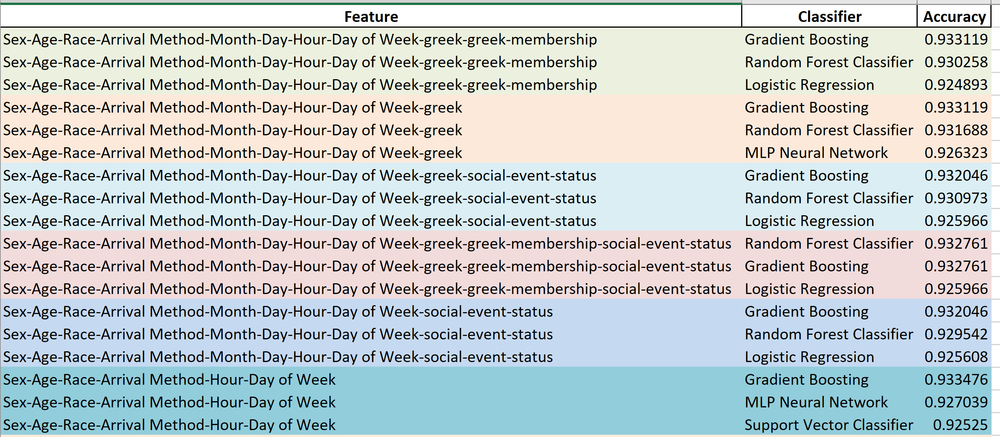 Feature Classifier Accuracy
Sex-Age-Race-Arrival Method-Month-Day-Hour-Day of Week-greek-greek-membership Gradient Boosting 0.933119
Sex-Age-Race-Arrival Method-Month-Day-Hour-Day of Week-greek-greek-membership Random Forest Classifier 0.930258
Sex-Age-Race-Arrival Method-Month-Day-Hour-Day of Week-greek-greek-membership Logistic Regression 0.924893
Sex-Age-Race-Arrival Method-Month-Day-Hour-Day of Week-greek Gradient Boosting 0.933119
Sex-Age-Race-Arrival Method-Month-Day-Hour-Day of Week-greek Random Forest Classifier 0.931688
Sex-Age-Race-Arrival Method-Month-Day-Hour-Day of Week-greek MLP Neural Network 0.926323
Sex-Age-Race-Arrival Method-Month-Day-Hour-Day of Week-greek-social-event-status Gradient Boosting 0.932046
Sex-Age-Race-Arrival Method-Month-Day-Hour-Day of Week-greek-social-event-status Random Forest Classifier 0.930973
Sex-Age-Race-Arrival Method-Month-Day-Hour-Day of Week-greek-social-event-status Logistic Regression 0.925966
Sex-Age-Race-Arrival Method-Month-Day-Hour-Day of Week-greek-greek-membership-social-event-status Random Forest Classifier 0.932761
Sex-Age-Race-Arrival Method-Month-Day-Hour-Day of Week-greek-greek-membership-social-event-status Gradient Boosting 0.932761
Sex-Age-Race-Arrival Method-Month-Day-Hour-Day of Week-greek-greek-membership-social-event-status Logistic Regression 0.925966
Sex-Age-Race-Arrival Method-Month-Day-Hour-Day of Week-social-event-status Gradient Boosting 0.932046
Sex-Age-Race-Arrival Method-Month-Day-Hour-Day of Week-social-event-status Random Forest Classifier 0.929542
Sex-Age-Race-Arrival Method-Month-Day-Hour-Day of Week-social-event-status Logistic Regression 0.925608
Sex-Age-Race-Arrival Method-Hour-Day of Week Gradient Boosting 0.933476
Sex-Age-Race-Arrival Method-Hour-Day of Week MLP Neural Network 0.927039
Sex-Age-Race-Arrival Method-Hour-Day of Week Support Vector Classifier 0.92525